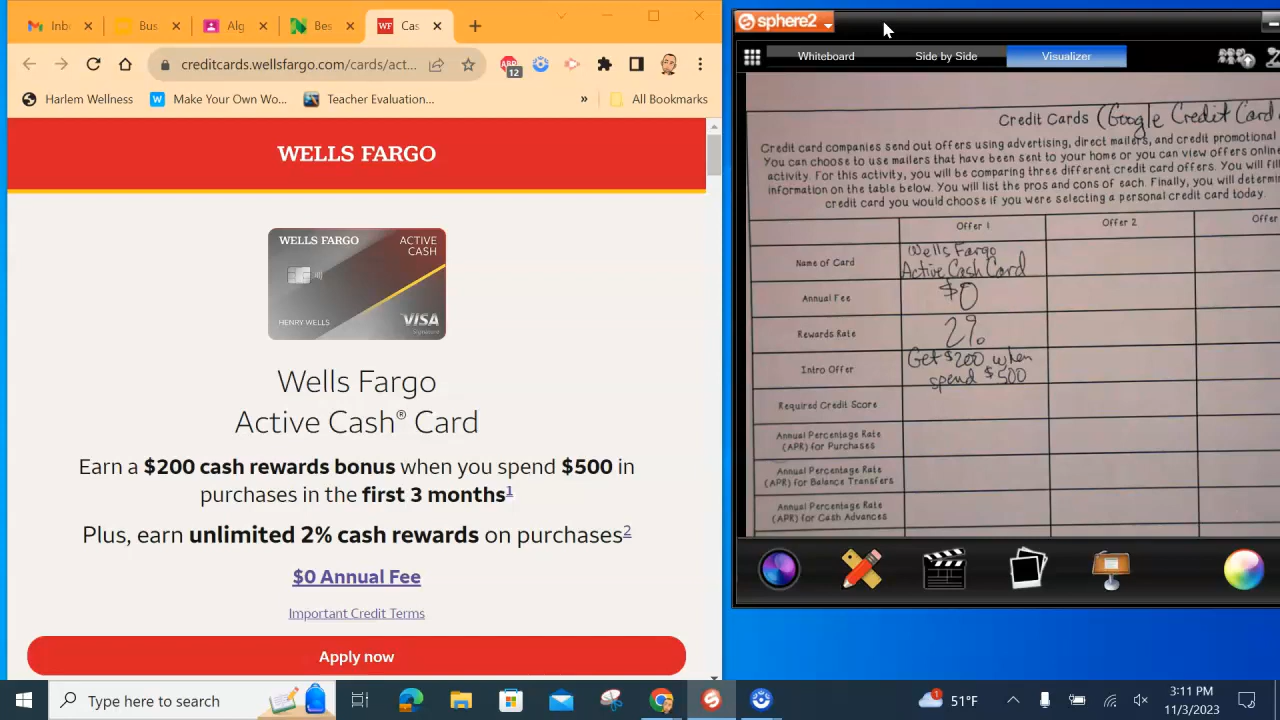 Inb
Bus
Alg
Bes
WF
Cas
creditcards.wellsfargo.com/cards/act...
ABP
12
Harlem Wellness
W
Make Your Own Wo...
Teacher Evaluation...
»
All Bookmarks
WELLS FARGO
WELLS FARGO
ACTIVE
CASH
HENRY WELLS
VISA
Signature
Wells Fargo
Active Cash® Card
Earn a $200 cash rewards bonus when you spend $500 in
purchases in the first 3 months1
Plus, earn unlimited 2% cash rewards on purchases2
$0 Annual Fee
Important Credit Terms
Apply now
sphere2
Whiteboard
Side by Side
Visualizer
Credit Cards (Google Credit Card
Credit card companies send out offers using advertising, direct mailers, and credit promotional
You can choose to use mailers that have been sent to your home or you can view offers online
activity. For this activity, you will be comparing three different credit card offers. You will fill
information on the table below. You will list the pros and cons of each. Finally, you will determ
credit card you would choose if you were selecting a personal credit card today.
Offer 1
Offer 2
Offer
Name of Card
Wells Fargo
Active Cash Card
Annual Fee
$0
Rewards Rate
2%
Intro Offer
Get $200 when
spend $500
Required Credit Score
Annual Percentage Rate
(APR) for Purchases
Annual Percentage Rate
(APR) for Balance Transfers
Annual Percentage Rate
(APR) for Cash Advances
Type here to search
1
51°F
3:11 PM
11/3/2023